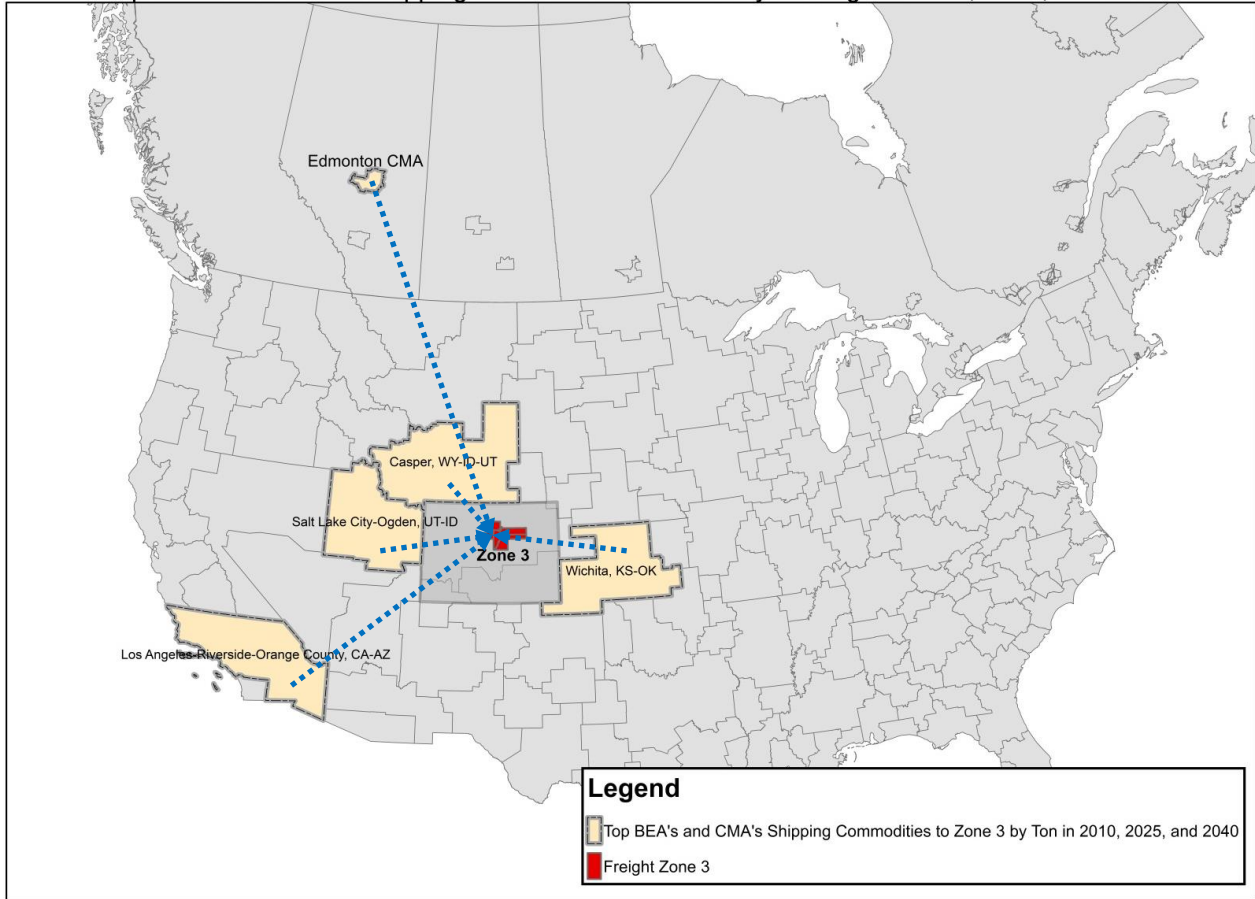 Edmonton CMA
Casper, WY-ID-UT
Salt Lake City-Ogden, UT-ID
Zone 3
Wichita, KS-OK
Los Angeles-Riverside-Orange County, CA-AZ
Legend
Top BEA's and CMA's Shipping Commodities to Zone 3 by Ton in 2010, 2025, and 2040
Freight Zone 3